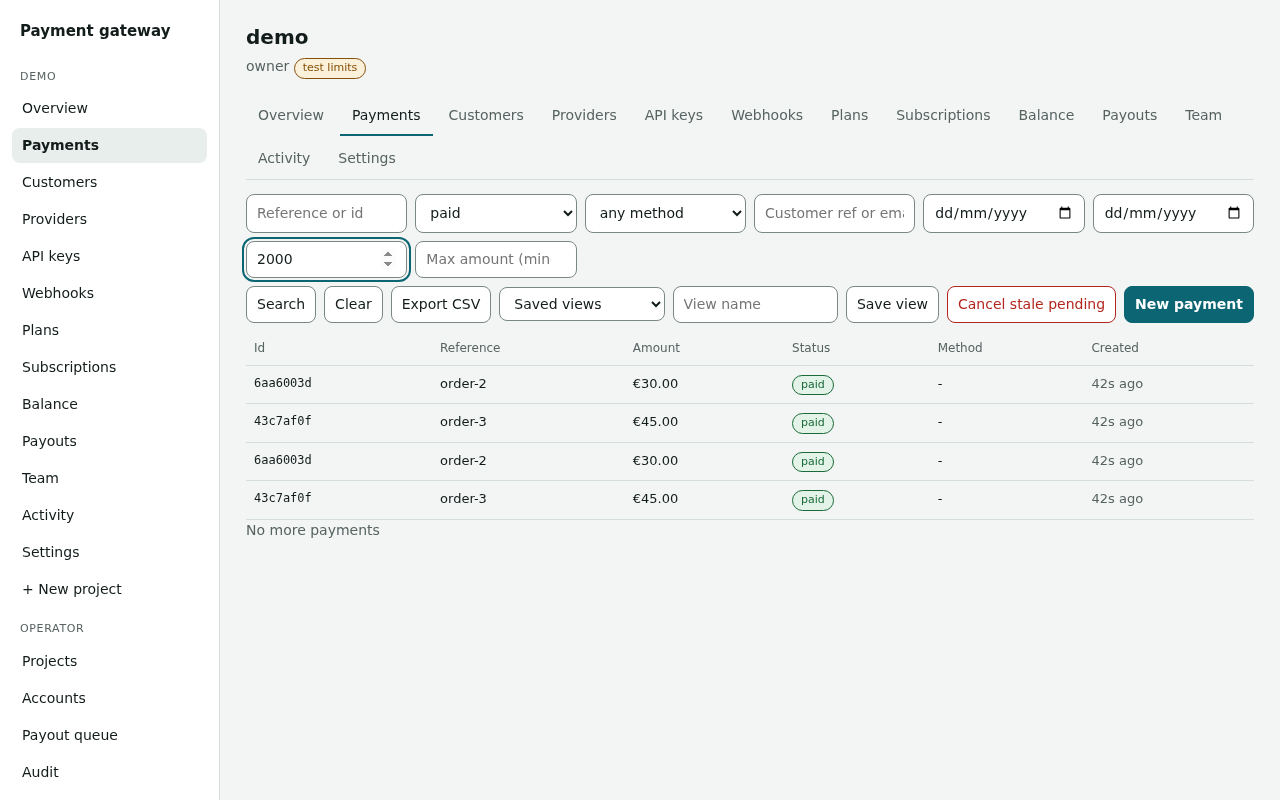 Payment gateway
DEMO
Overview
Payments
Customers
Providers
API keys
Webhooks
Plans
Subscriptions
Balance
Payouts
Team
Activity
Settings
+ New project
OPERATOR
Projects
Accounts
Payout queue
Audit
demo
owner test limits
Overview Payments Customers Providers API keys Webhooks Plans Subscriptions Balance Payouts Team
Activity Settings
Reference or id paid any method Customer ref or ema dd/mm/yyyy dd/mm/yyyy
2000 Max amount (min
Search Clear Export CSV Saved views View name Save view Cancel stale pending New payment
Id Reference Amount Status Method Created
6aa6003d order-2 €30.00 paid - 42s ago
43c7af0f order-3 €45.00 paid - 42s ago
6aa6003d order-2 €30.00 paid - 42s ago
43c7af0f order-3 €45.00 paid - 42s ago
No more payments